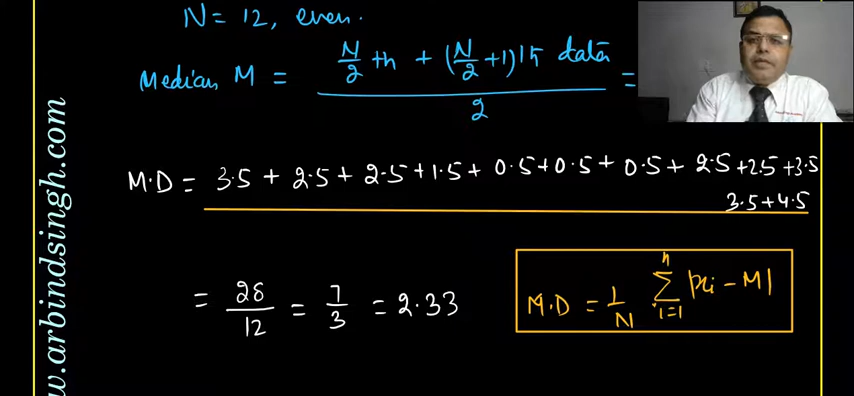 N = 12, even.
Median M = N/2 th + (N/2 + 1)th data / 2 =
M.D = 3.5 + 2.5 + 2.5 + 1.5 + 0.5 + 0.5 + 0.5 + 2.5 + 2.5 + 3.5
3.5 + 4.5
= 28/12 = 7/3 = 2.33
M.D = 1/N n∑i=1 |xi - M|
w.arbindsingh.com